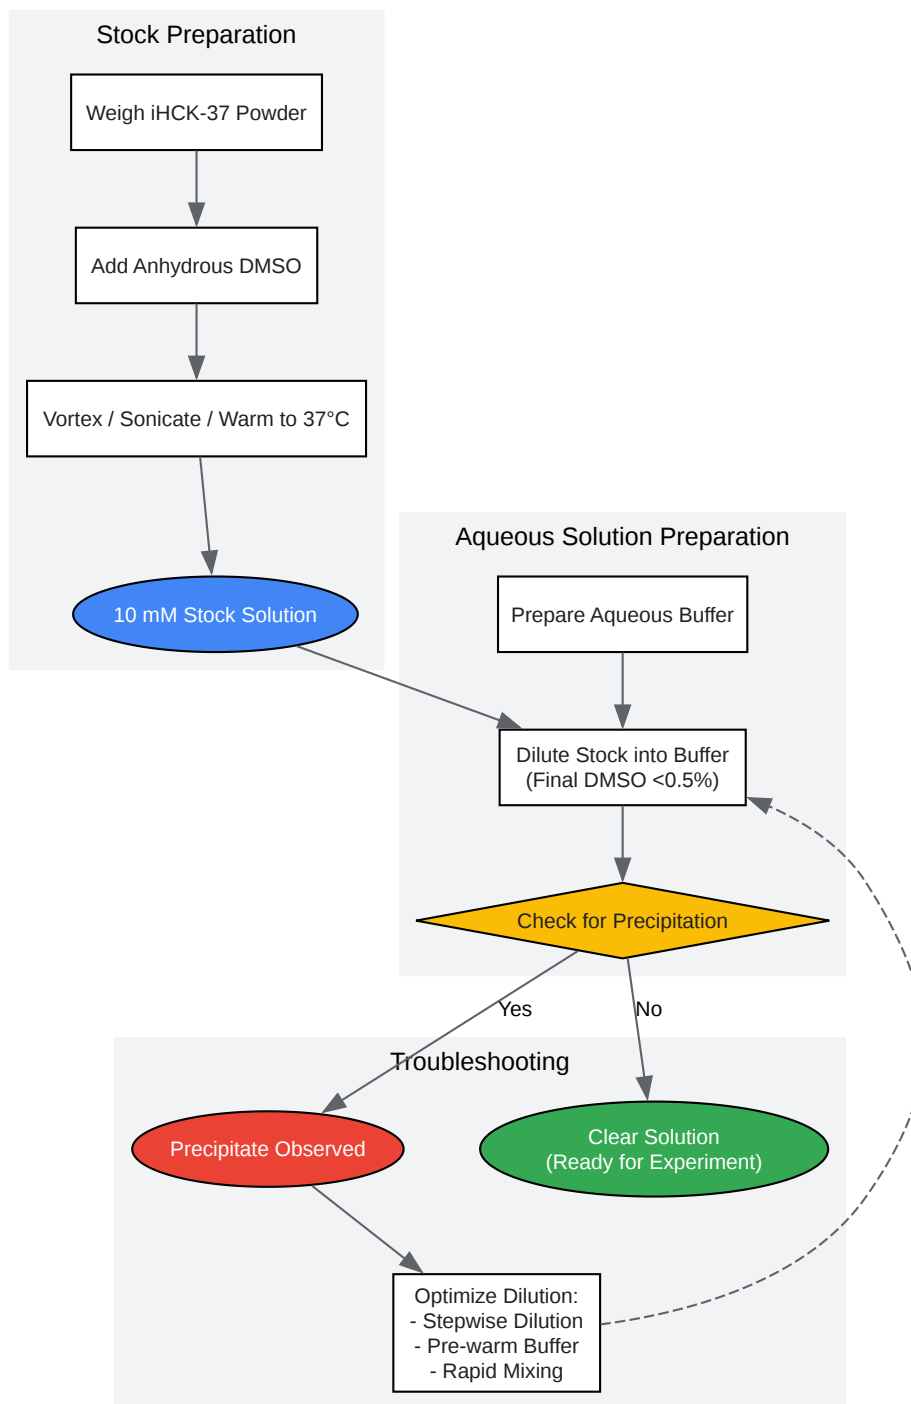 Stock Preparation
Weigh iHCK-37 Powder
Add Anhydrous DMSO
Vortex / Sonicate / Warm to 37°C
10 mM Stock Solution
Aqueous Solution Preparation
Prepare Aqueous Buffer
Dilute Stock into Buffer
(Final DMSO <0.5%)
Check for Precipitation
Yes
No
Troubleshooting
Precipitate Observed
Clear Solution
(Ready for Experiment)
Optimize Dilution:
- Stepwise Dilution
- Pre-warm Buffer
- Rapid Mixing